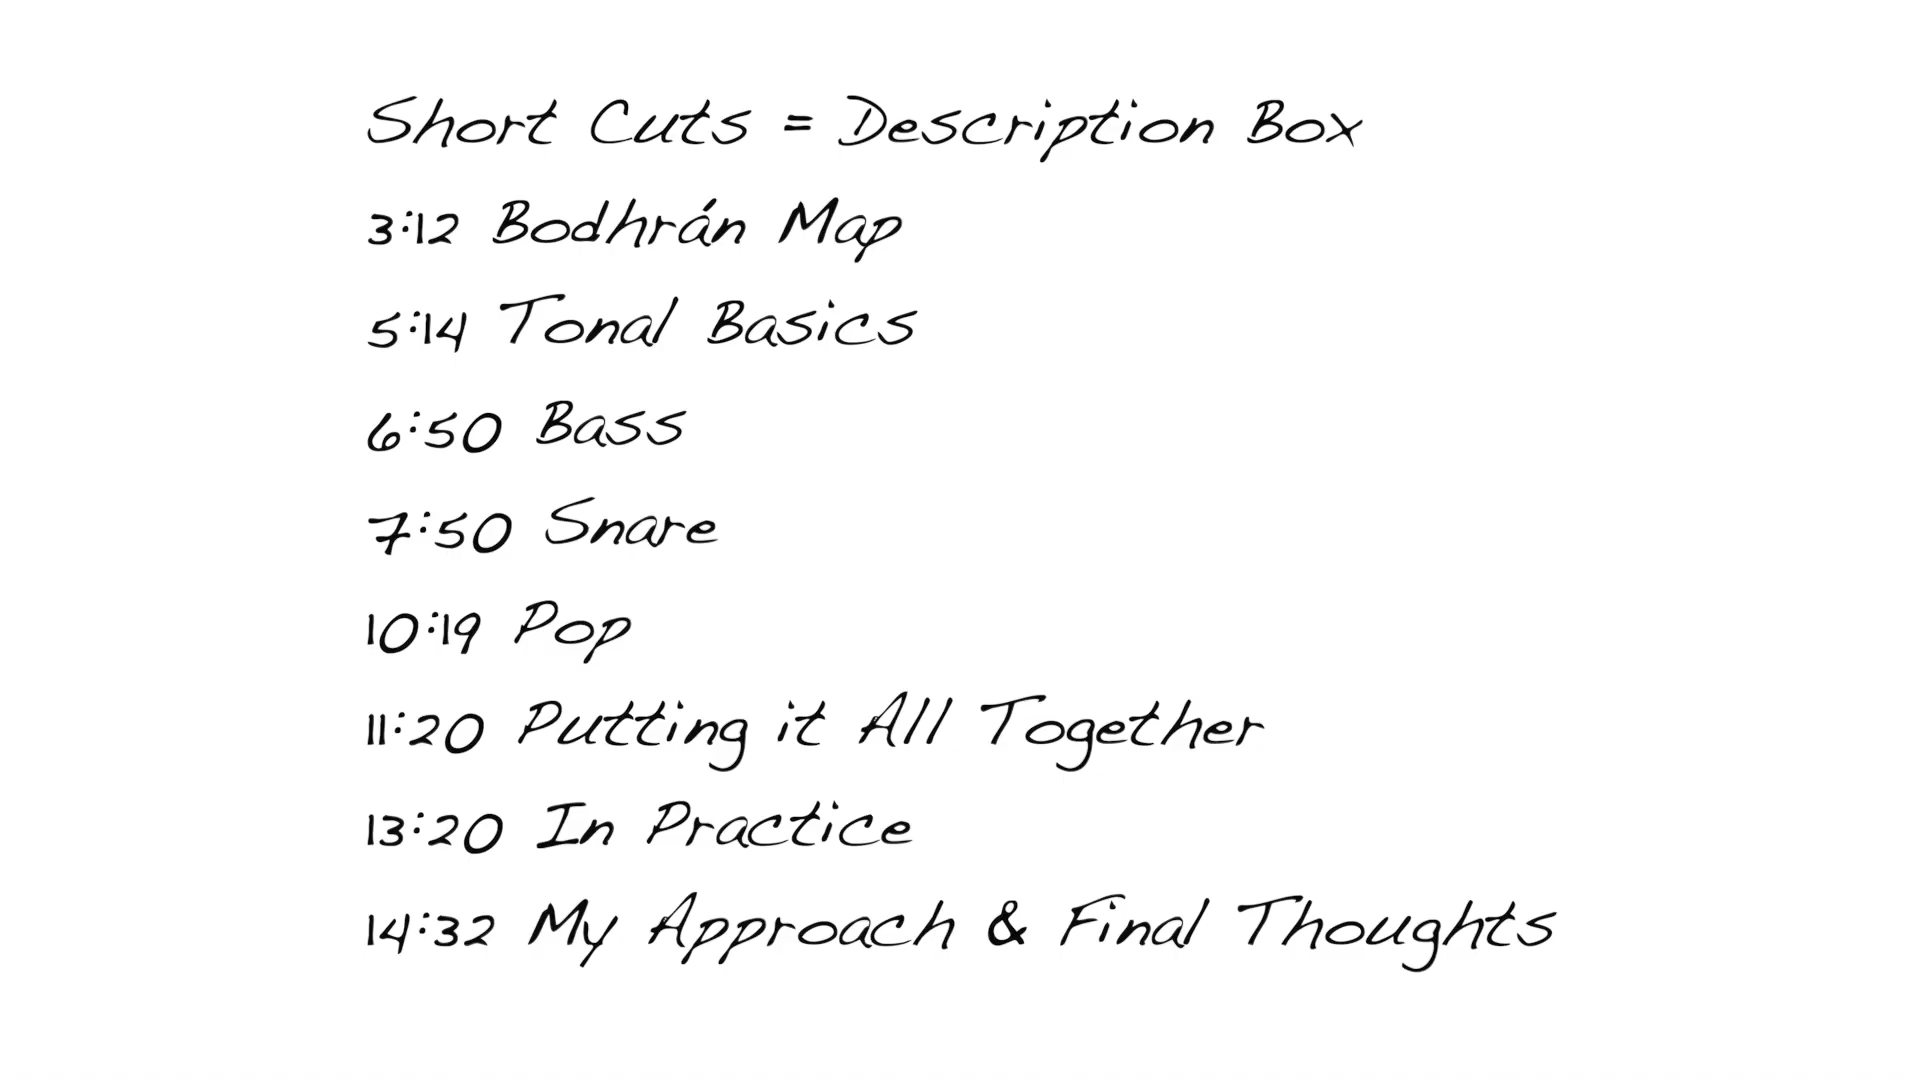 Short Cuts = Description Box
3:12 Bodhrán Map
5:14 Tonal Basics
6:50 Bass
7:50 Snare
10:19 Pop
11:20 Putting it All Together
13:20 In Practice
14:32 My Approach & Final Thoughts